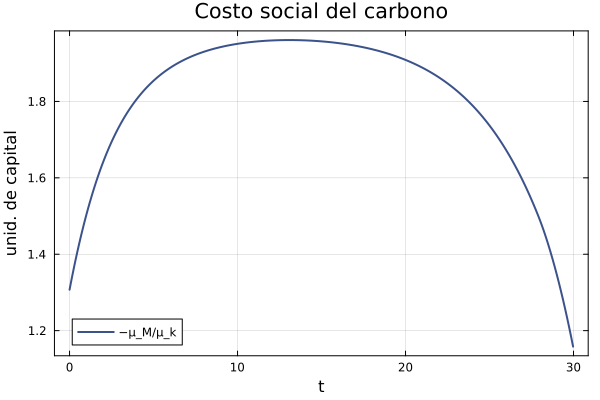 Costo social del carbono
unid. de capital
1.8
1.6
1.4
1.2
−μ_M/μ_k
0
10
20
30
t